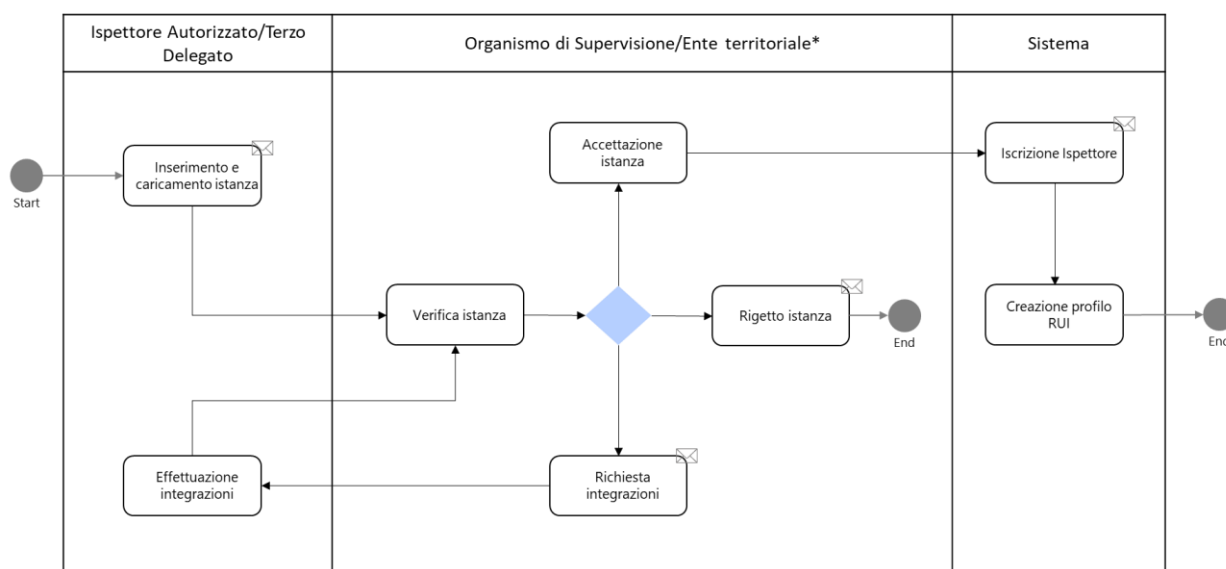 Ispettore Autorizzato/Terzo
Delegato
Organismo di Supervisione/Ente territoriale*
Sistema
Start
Inserimento e
caricamento istanza
Accettazione
istanza
Iscrizione Ispettore
Verifica istanza
Rigetto istanza
End
Creazione profilo
RUI
End
Effettuazione
integrazioni
Richiesta
integrazioni